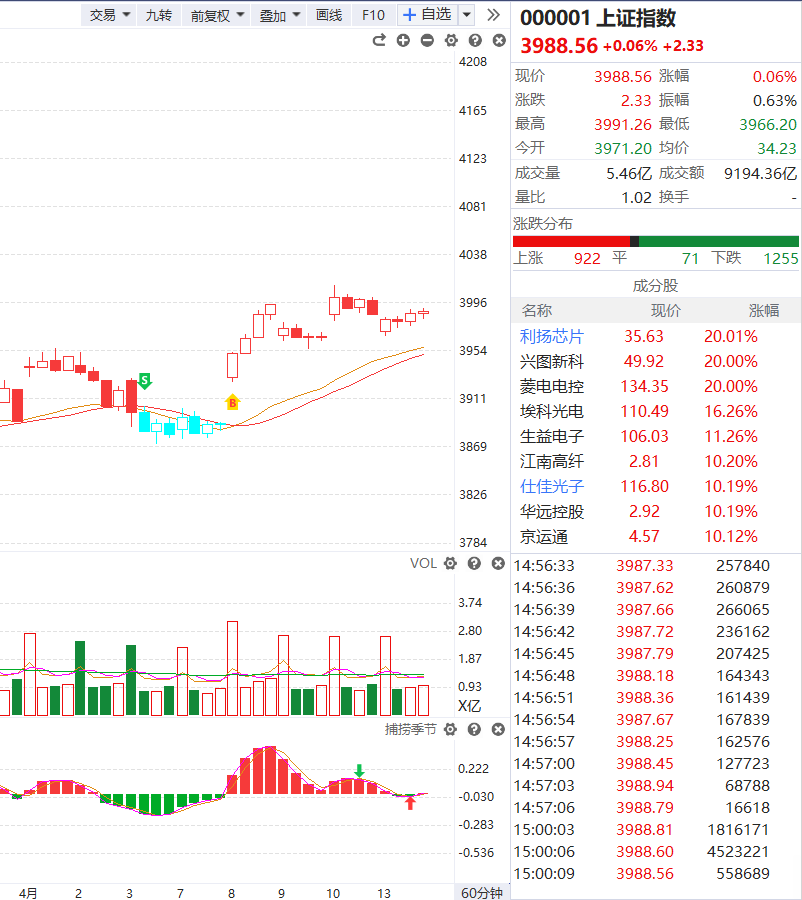 交易 九转 前复权 叠加 画线 F10 +自选
4208
4165
4123
4081
4038
3996
3954
3911
3869
3826
3784
S
B
VOL
3.74
2.80
1.87
0.93
X亿
捕捞季节
0.222
-0.030
-0.283
-0.536
4月 2 3 7 8 9 10 13 60分钟
000001 上证指数
3988.56 +0.06% +2.33
现价 3988.56 涨幅 0.06%
涨跌 2.33 振幅 0.63%
最高 3991.26 最低 3966.20
今开 3971.20 均价 34.23
成交量 5.46亿 成交额 9194.36亿
量比 1.02 换手 -
涨跌分布
上涨 922 平 71 下跌 1255
成分股
名称 现价 涨幅
利扬芯片 35.63 20.01%
兴图新科 49.92 20.00%
菱电电控 134.35 20.00%
埃科光电 110.49 16.26%
生益电子 106.03 11.26%
江南高纤 2.81 10.20%
仕佳光子 116.80 10.19%
华远控股 2.92 10.19%
京运通 4.57 10.12%
14:56:33 3987.33 257840
14:56:36 3987.62 260879
14:56:39 3987.66 266065
14:56:42 3987.72 236162
14:56:45 3987.79 207425
14:56:48 3988.18 164343
14:56:51 3988.36 161439
14:56:54 3987.67 167839
14:56:57 3988.25 162576
14:57:00 3988.45 127723
14:57:03 3988.94 68788
14:57:06 3988.79 16618
15:00:03 3988.81 1816171
15:00:06 3988.60 4523221
15:00:09 3988.56 558689